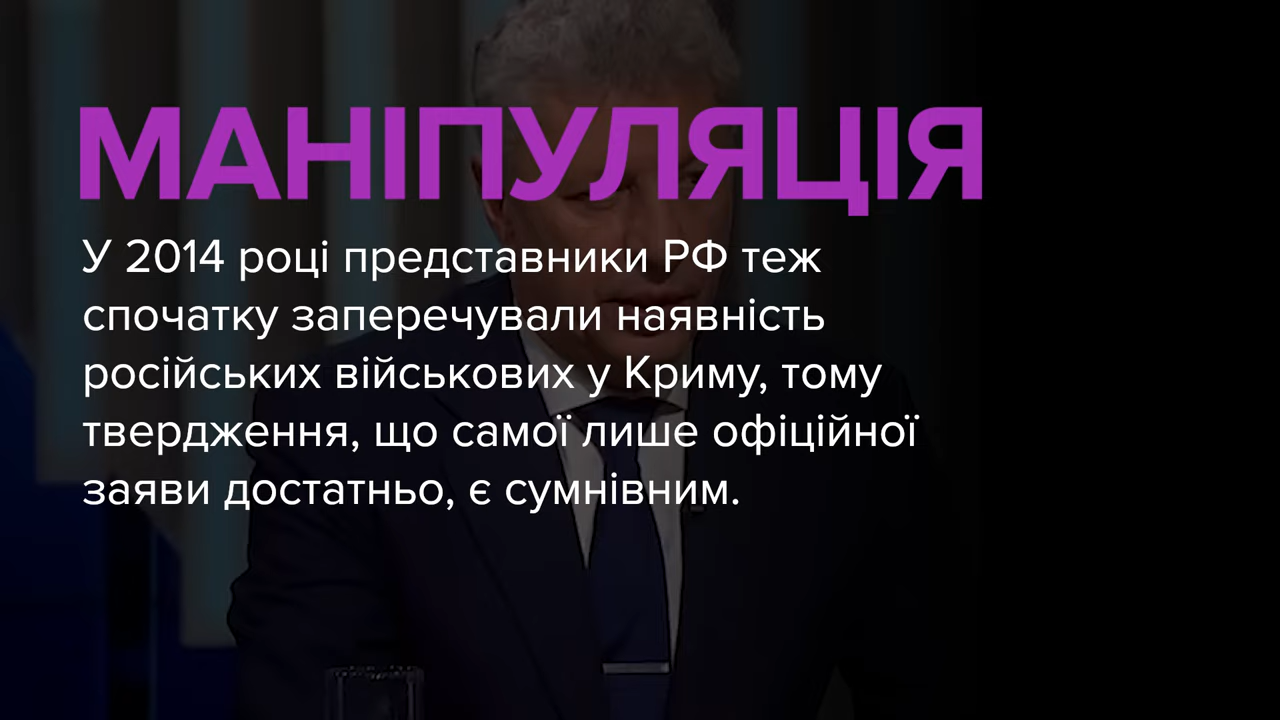 МАНІПУЛЯЦІЯ
У 2014 році представники РФ теж
спочатку заперечували наявність
російських військових у Криму, тому
твердження, що самої лише офіційної
заяви достатньо, є сумнівним.